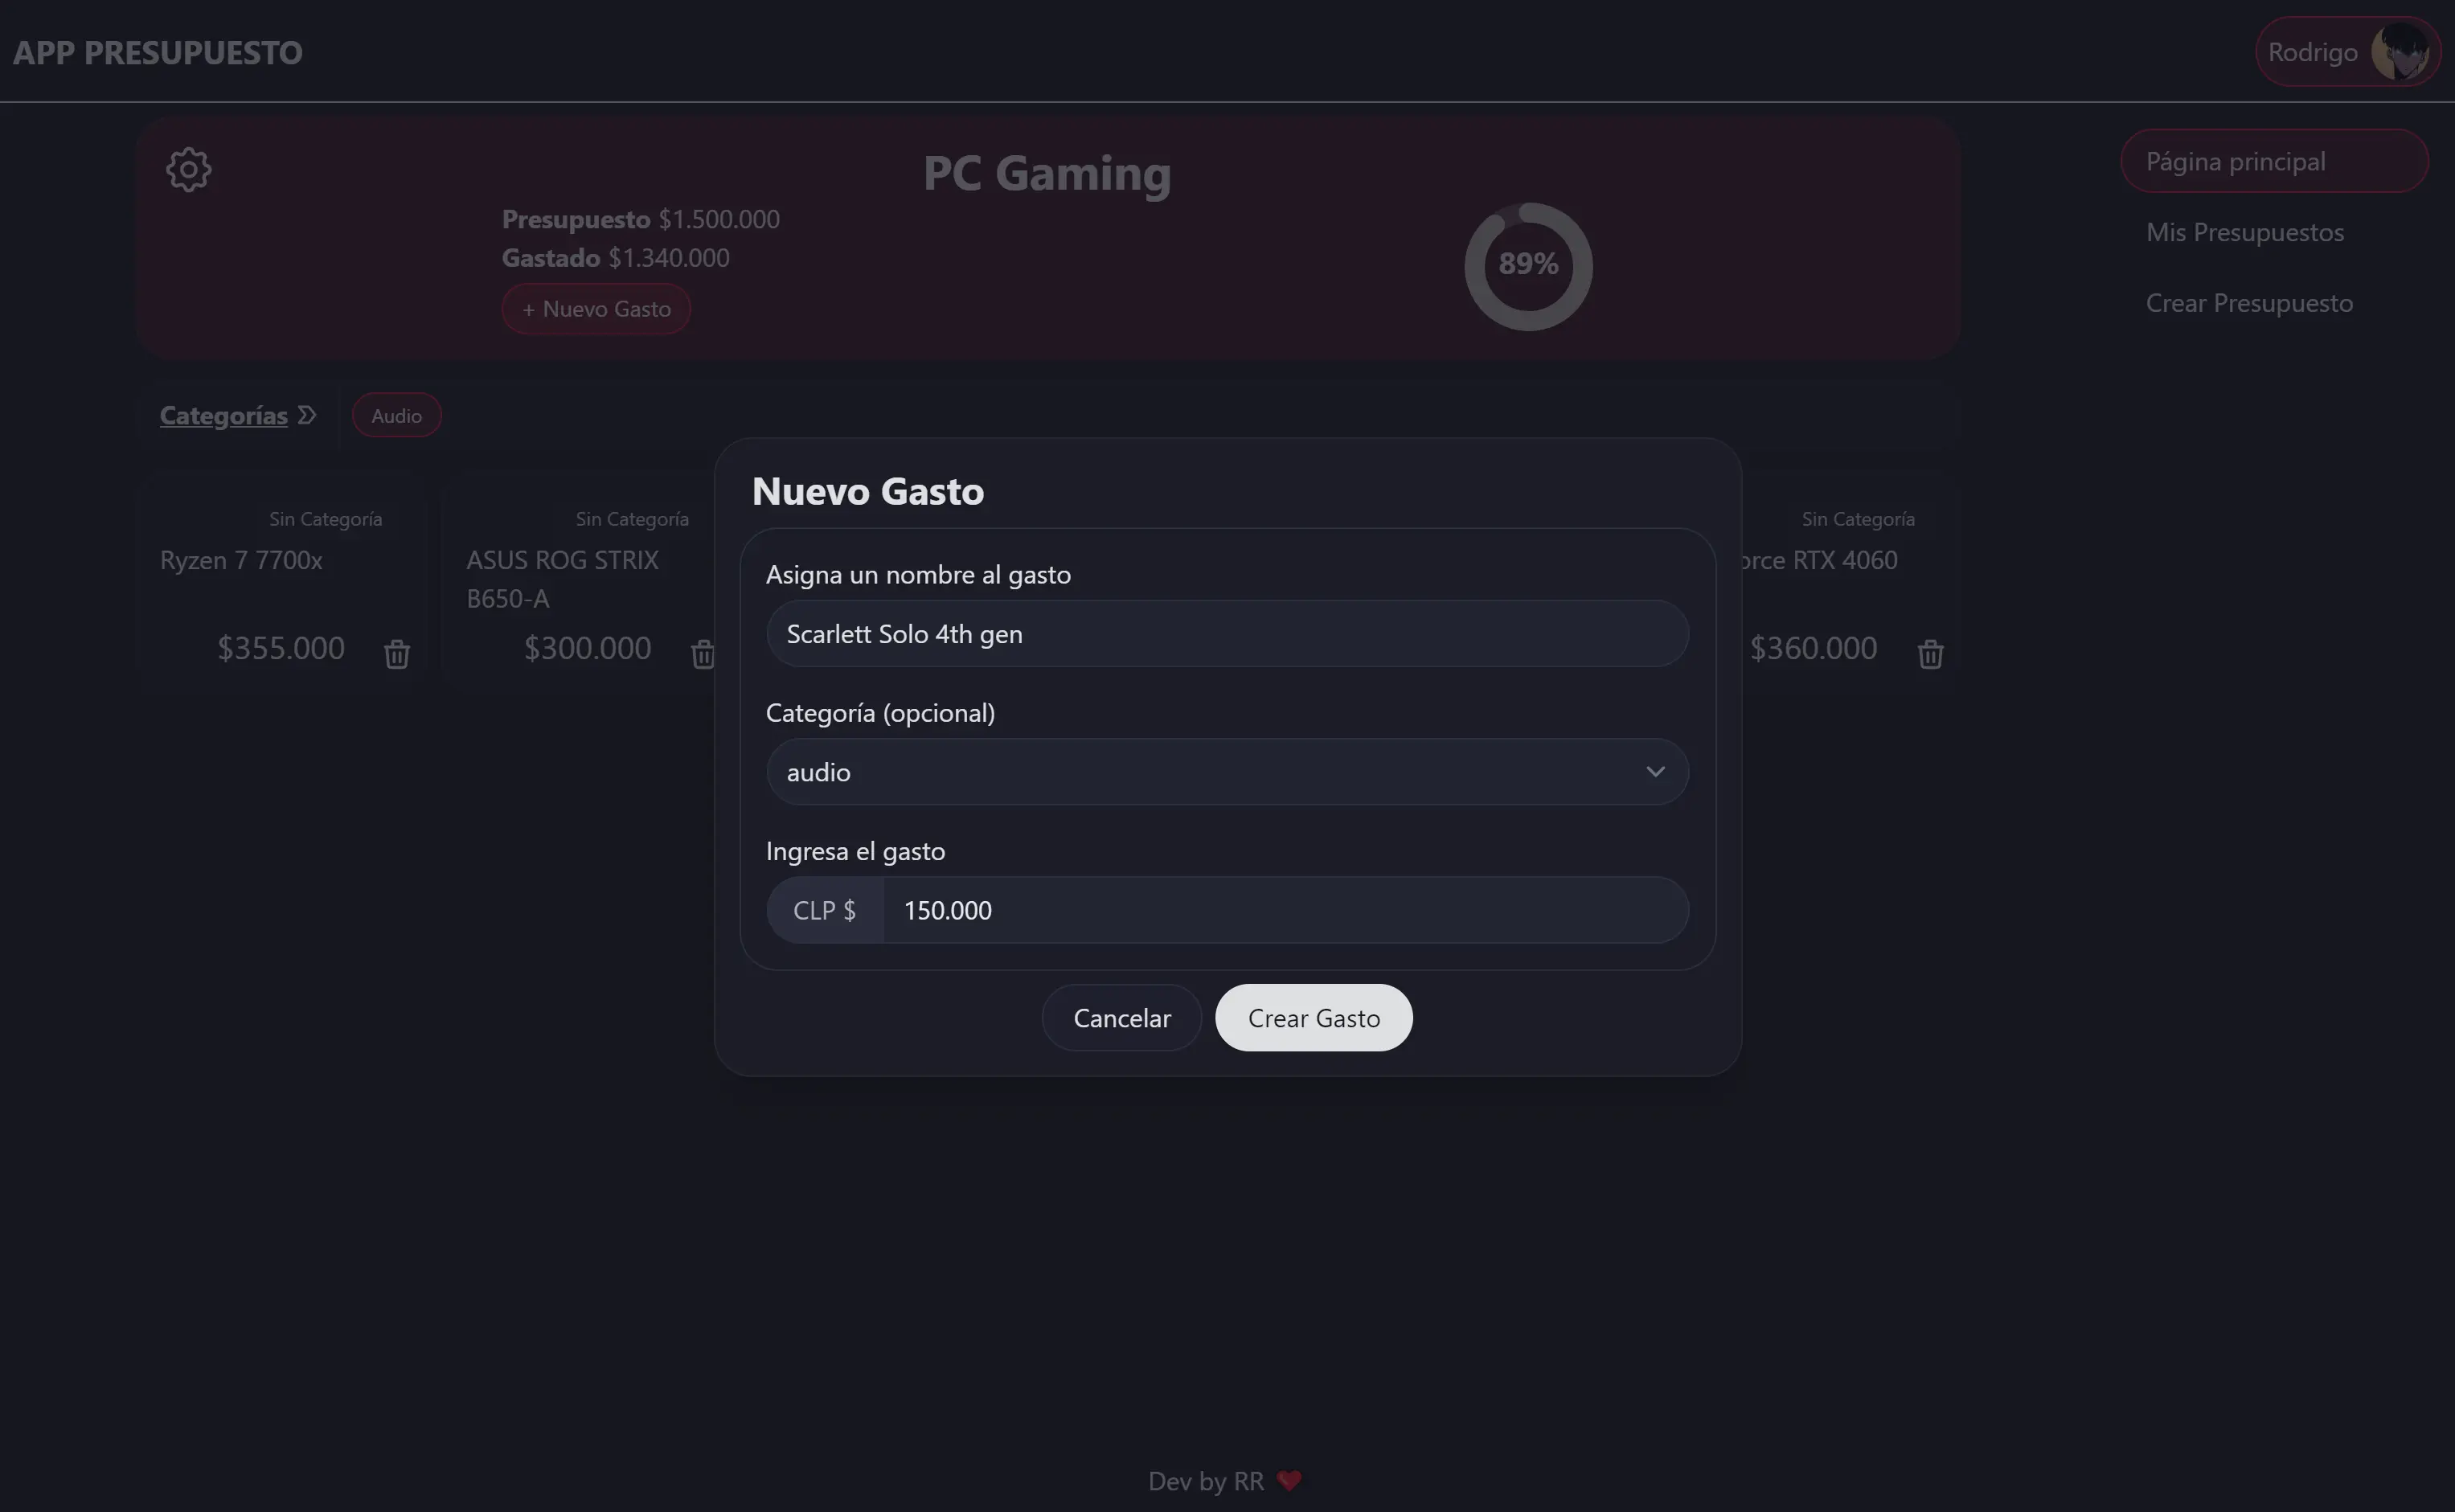 APP PRESUPUESTO
Rodrigo
PC Gaming
Presupuesto $1.500.000
Gastado $1.340.000
+ Nuevo Gasto
89%
Página principal
Mis Presupuestos
Crear Presupuesto
Categorías
Audio
Sin Categoría
Ryzen 7 7700x
$355.000
Sin Categoría
ASUS ROG STRIX
B650-A
$300.000
Sin Categoría
RTX 4060
$360.000
Nuevo Gasto
Asigna un nombre al gasto
Scarlett Solo 4th gen
Categoría (opcional)
audio
Ingresa el gasto
CLP $ 150.000
Cancelar
Crear Gasto
Dev by RR ❤️